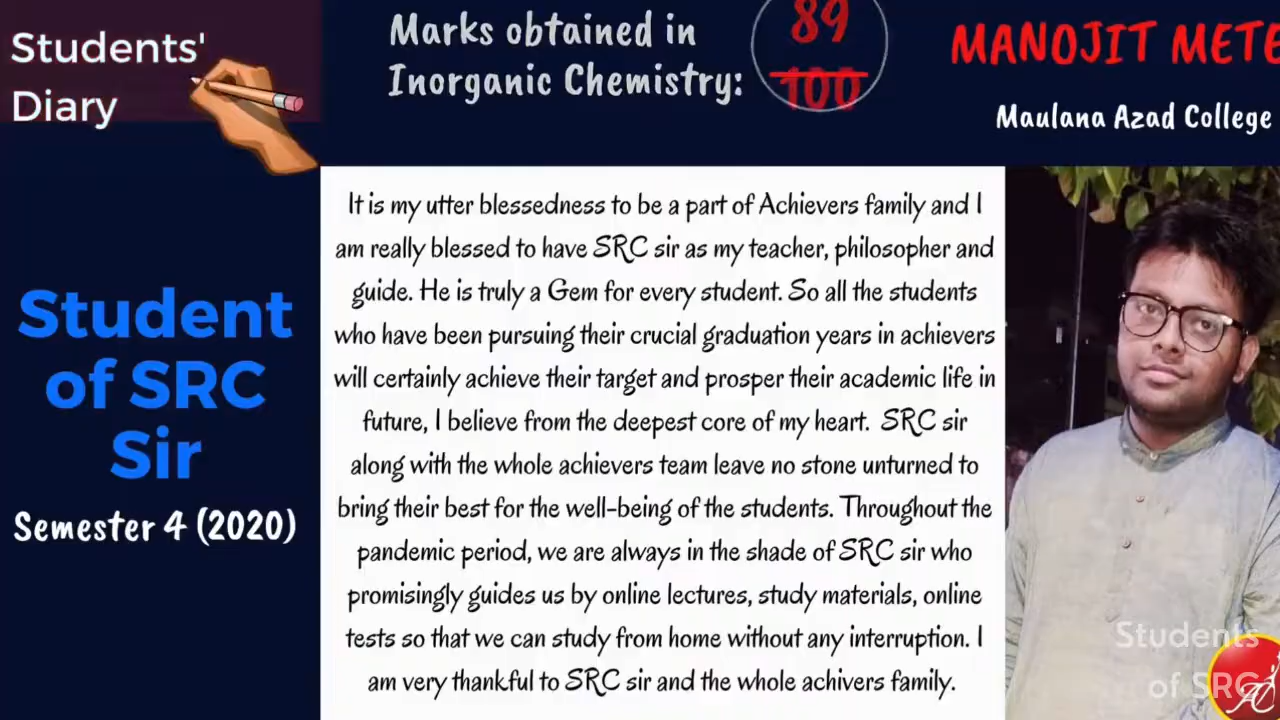 Students'
Diary
Marks obtained in
Inorganic Chemistry:
89
100
MANOJIT METE
Maulana Azad College
Student
of SRC
Sir
Semester 4 (2020)
It is my utter blessedness to be a part of Achievers family and I
am really blessed to have SRC sir as my teacher, philosopher and
guide. He is truly a Gem for every student. So all the students
who have been pursuing their crucial graduation years in achievers
will certainly achieve their target and prosper their academic life in
future, I believe from the deepest core of my heart. SRC sir
along with the whole achievers team leave no stone unturned to
bring their best for the well-being of the students. Throughout the
pandemic period, we are always in the shade of SRC sir who
promisingly guides us by online lectures, study materials, online
tests so that we can study from home without any interruption. I
am very thankful to SRC sir and the whole achivers family.
Students
of SRC